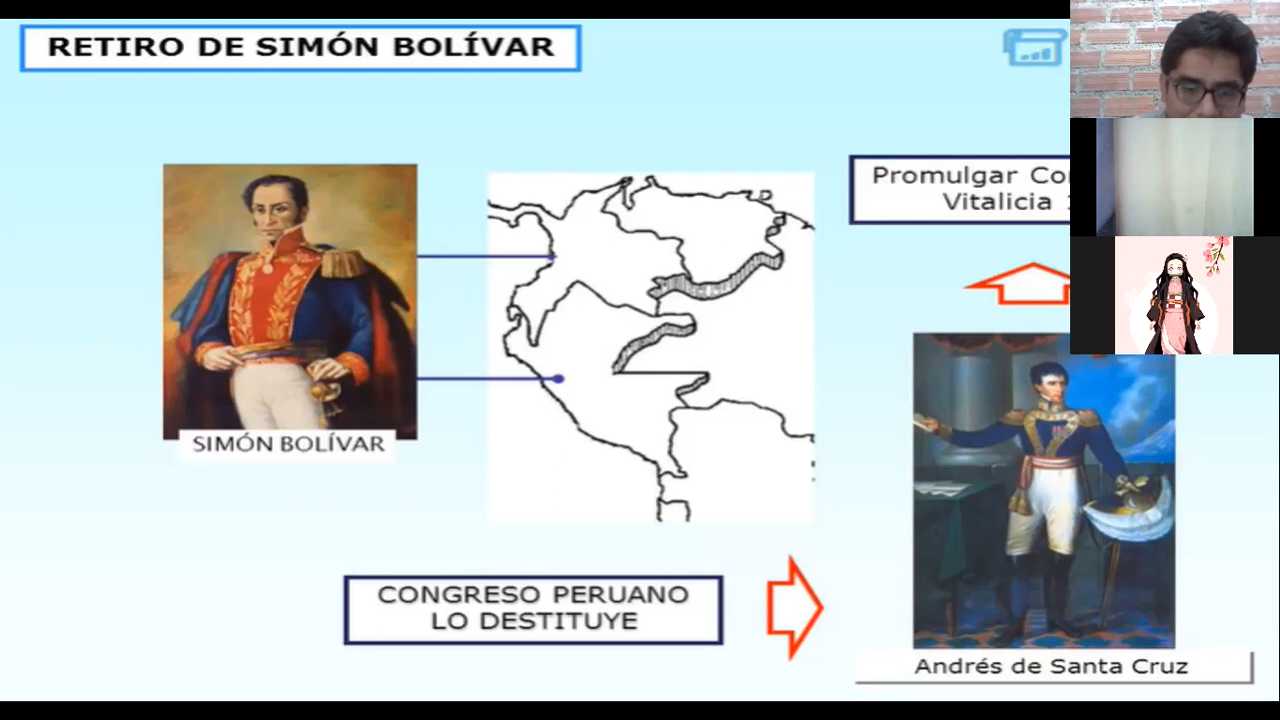 RETIRO DE SIMÓN BOLÍVAR
Promulgar
Vitalicia
SIMÓN BOLÍVAR
CONGRESO PERUANO
LO DESTITUYE
Andrés de Santa Cruz